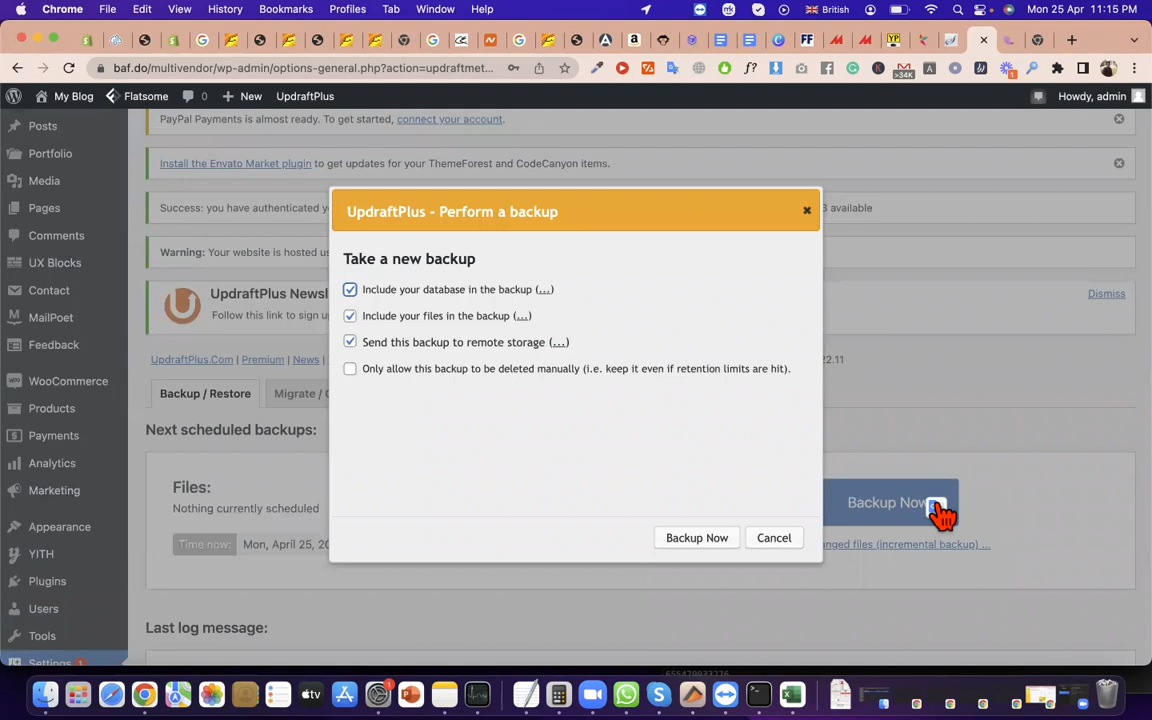 Chrome File Edit View History Bookmarks Profiles Tab Window Help British Mon 25 Apr 11:15 PM
baf.do/multivendor/wp-admin/options-general.php?action=updraftmet...
My Blog Flatsome 0 New UpdraftPlus Howdy, admin
Posts
Portfolio
Media
Pages
Comments
UX Blocks
Contact
MailPoet
Feedback
WooCommerce
Products
Payments
Analytics
Marketing
Appearance
YITH
Plugins
Users
Tools
Settings 1
PayPal Payments is almost ready. To get started, connect your account.
Install the Envato Market plugin to get updates for your ThemeForest and CodeCanyon items.
Success: you have authenticated available
Warning: Your website is hosted
UpdraftPlus
Follow this link to sign
Dismiss
UpdraftPlus.Com | Premium | News |
22.11
Backup / Restore Migrate /
Next scheduled backups:
Files:
Nothing currently scheduled
Time now: Mon, April 25,
Backup Now
files (incremental backup) ...
Last log message:
UpdraftPlus - Perform a backup
Take a new backup
Include your database in the backup (...)
Include your files in the backup (...)
Send this backup to remote storage (...)
Only allow this backup to be deleted manually (i.e. keep it even if retention limits are hit).
Backup Now Cancel